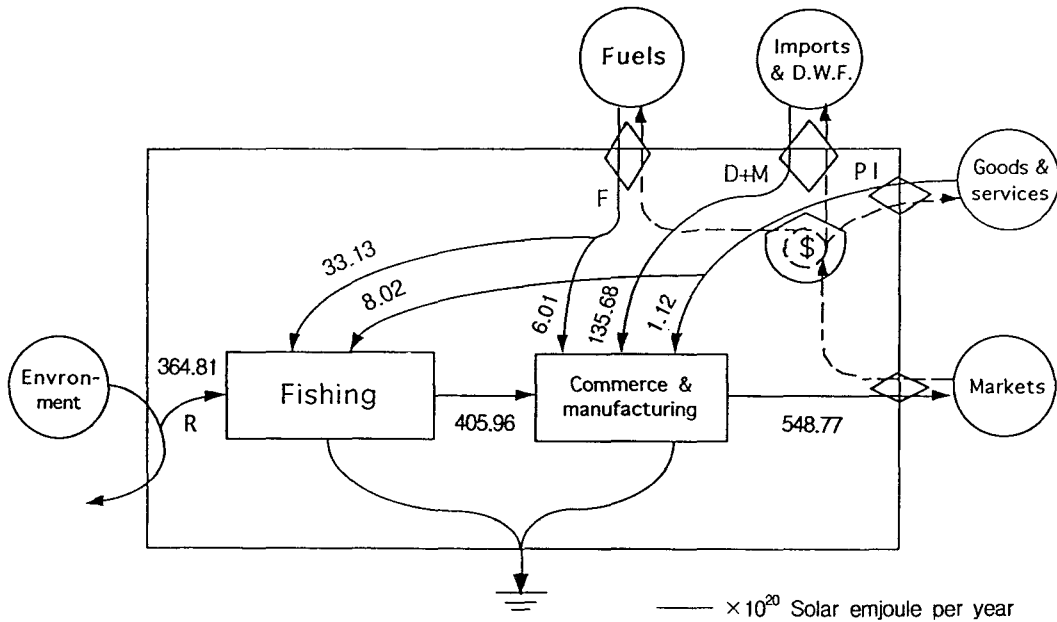 Fuels
Imports
& D.W.F.
D+M
P I
Goods &
services
F
$
33.13
8.02
6.01
135.68
1.12
Envron-
ment
364.81
R
Fishing
405.96
Commerce &
manufacturing
548.77
Markets
×10²⁰ Solar emjoule per year